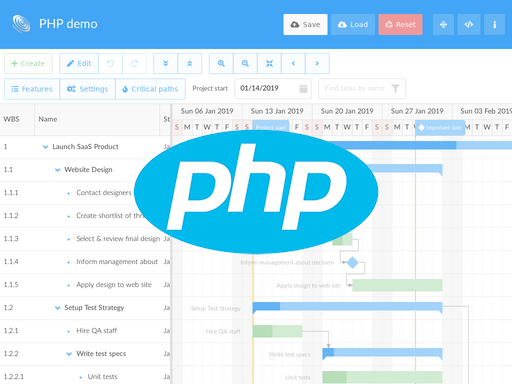 PHP demo
Save
Load
Reset
+ Create
Edit
Features
Settings
Critical paths
Project start
01/14/2019
Find tasks by name
WBS
Name
St
Sun 06 Jan 2019
Sun 13 Jan 2019
Sun 20 Jan 2019
Sun 27 Jan 2019
Sun 03 Feb 2019
S M T W T F S S M T W T F S S M T W T F S S M T W T F S S M T W T F S
Project start
Important date
1 Launch SaaS Product Ja
1.1 Website Design Ja
1.1.1 Contact designers
1.1.2 Create shortlist of thr
1.1.3 Select & review final design
1.1.4 Inform management about Ja
Inform management about decision
1.1.5 Apply design to web site Ja
Apply design to web site
1.2 Setup Test Strategy Ja
Setup Test Strategy
1.2.1 Hire QA staff Ja
Hire QA staff
1.2.2 Write test specs Ja
Write test specs
1.2.2.1 Unit tests Ja
Unit tests
php